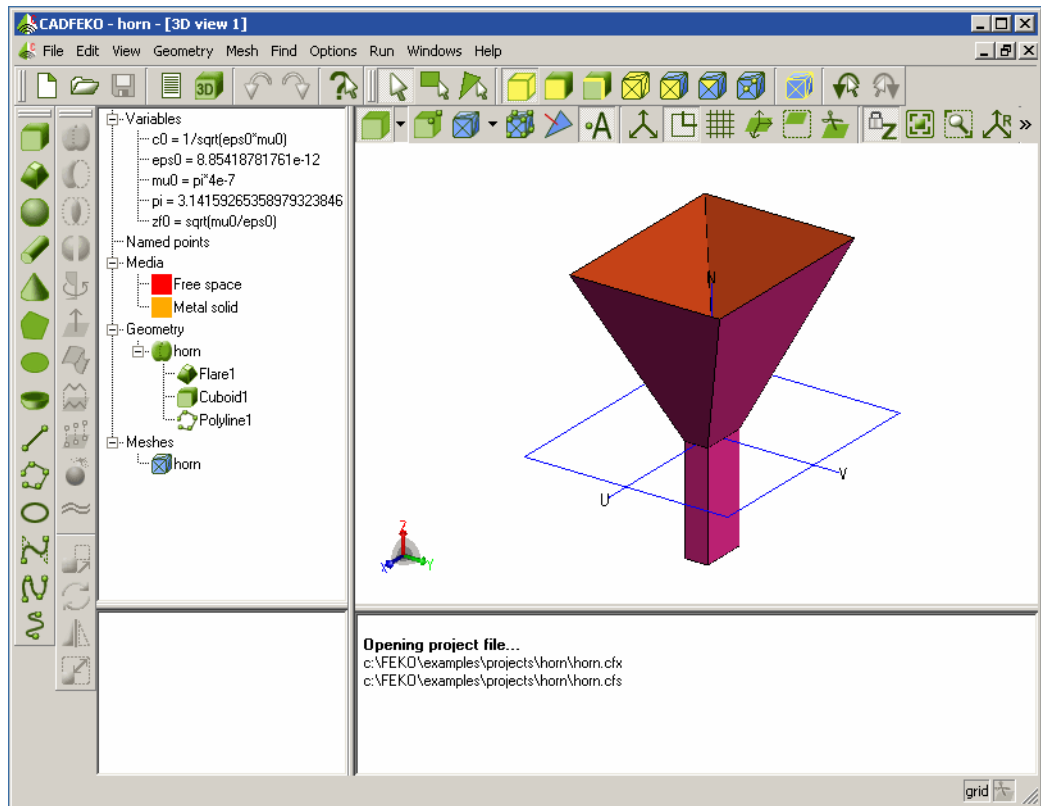 CADFEKO - horn - [3D view 1]
File Edit View Geometry Mesh Find Options Run Windows Help
3D
A
Z
R
»
Variables
c0 = 1/sqrt(eps0*mu0)
eps0 = 8.85418781761e-12
mu0 = pi*4e-7
pi = 3.14159265358979323846
zf0 = sqrt(mu0/eps0)
Named points
Media
Free space
Metal solid
Geometry
horn
Flare1
Cuboid1
Polyline1
Meshes
horn
N
U
V
Z
X
Y
Opening project file...
c:\FEKO\examples\projects\horn\horn.cfx
c:\FEKO\examples\projects\horn\horn.cfs
grid